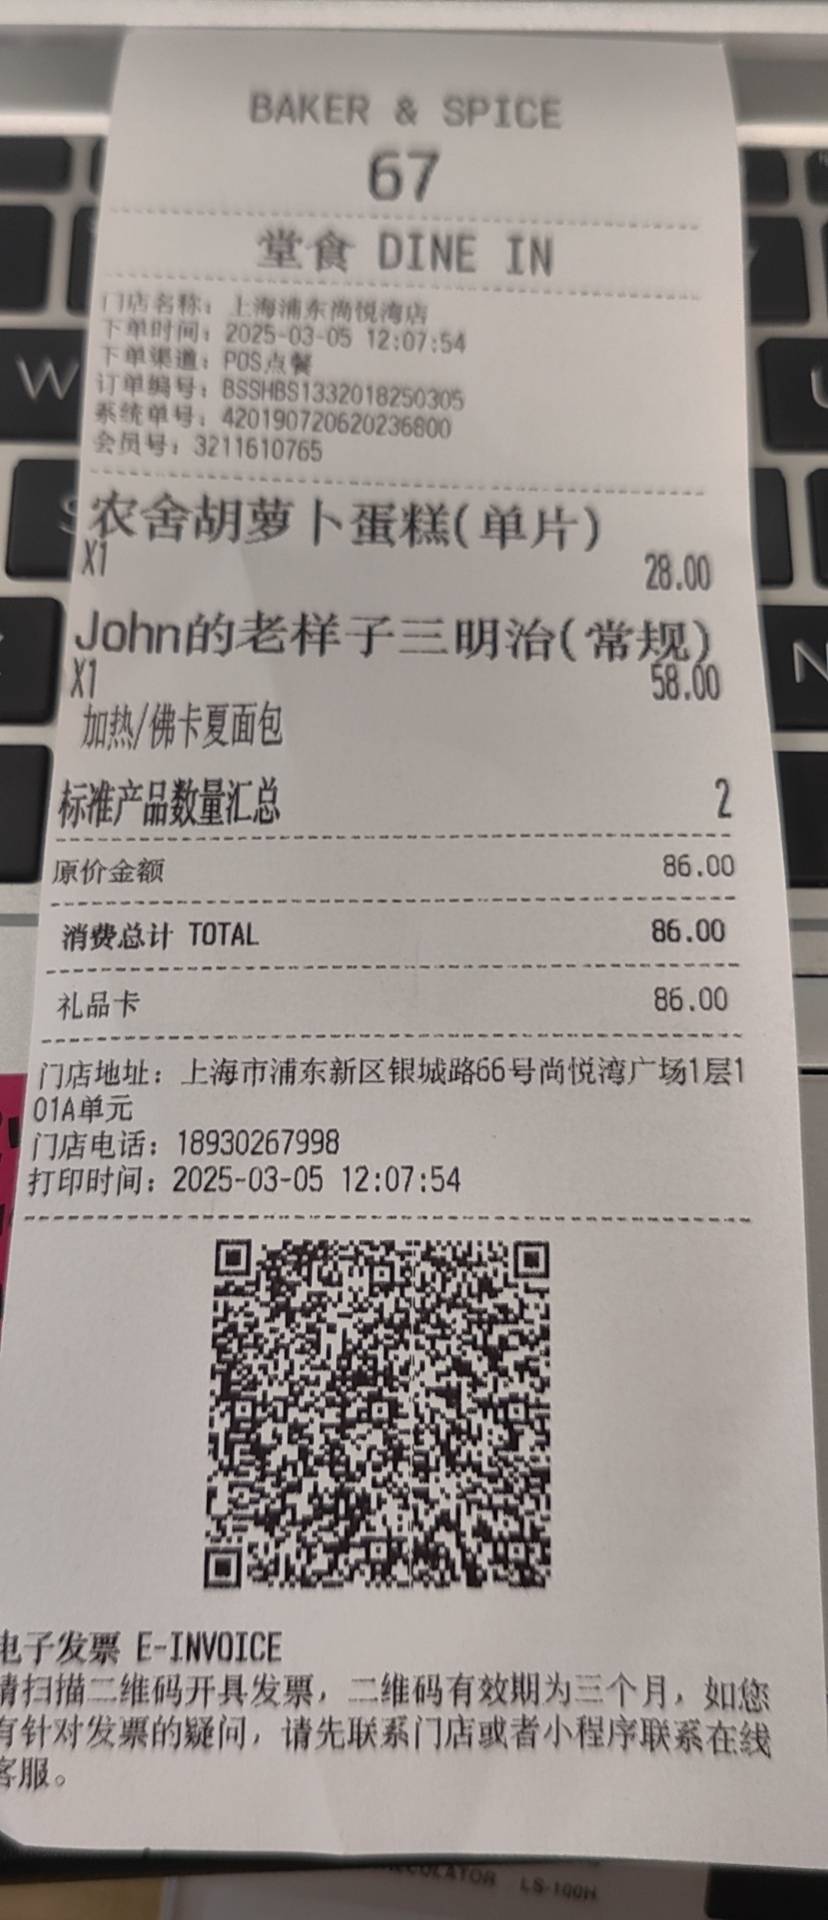 BAKER & SPICE
67
堂食 DINE IN
门店名称：上海浦东尚悦湾店
下单时间：2025-03-05 12:07:54
下单渠道：POS点餐
订单编号：BSSHBS1332018250305
系统单号：420190720620236800
会员号：3211610765
农舍胡萝卜蛋糕(单片)
X1 28.00
John的老样子三明治(常规)
X1 58.00
加热/佛卡夏面包
标准产品数量汇总 2
原价金额 86.00
消费总计 TOTAL 86.00
礼品卡 86.00
门店地址：上海市浦东新区银城路66号尚悦湾广场1层1
01A单元
门店电话：18930267998
打印时间：2025-03-05 12:07:54
电子发票 E-INVOICE
请扫描二维码开具发票，二维码有效期为三个月，如您
有针对发票的疑问，请先联系门店或者小程序联系在线
客服。
LS-100H
W
S
N